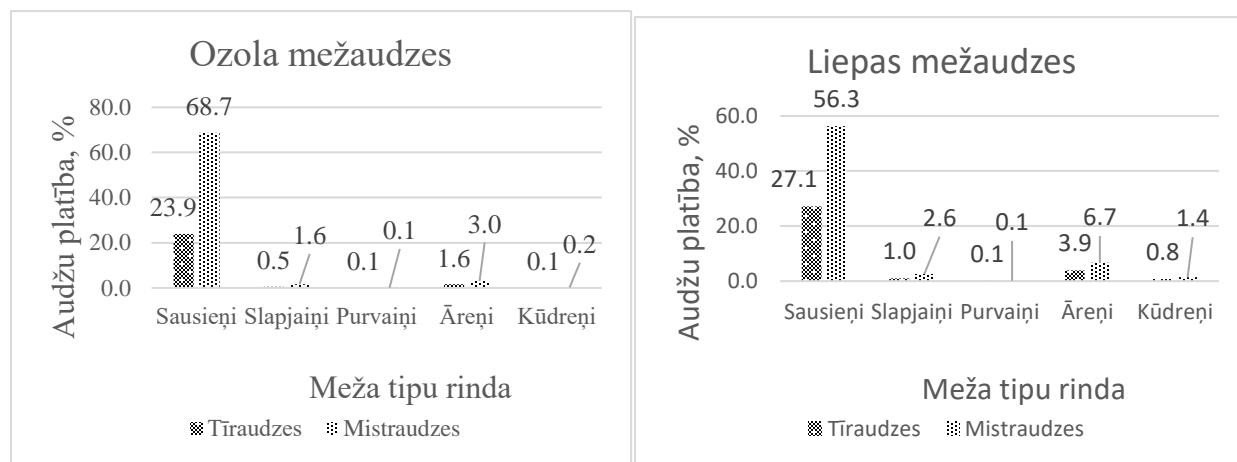 Ozola mežaudzes
Audžu platība, %
80.0
60.0
40.0
20.0
0.0
23.9
68.7
0.5
1.6
0.1
0.1
1.6
3.0
0.1
0.2
Sausieņi Slapjaiņi Purvaiņi Āreņi Kūdreņi
Meža tipu rinda
Tīraudzes Mistraudzes
Liepas mežaudzes
Audžu platība, %
60.0
40.0
20.0
0.0
27.1
56.3
1.0
2.6
0.1
0.1
3.9
6.7
0.8
1.4
Sausieņi Slapjaiņi Purvaiņi Āreņi Kūdreņi
Meža tipu rinda
Tīraudzes Mistraudzes